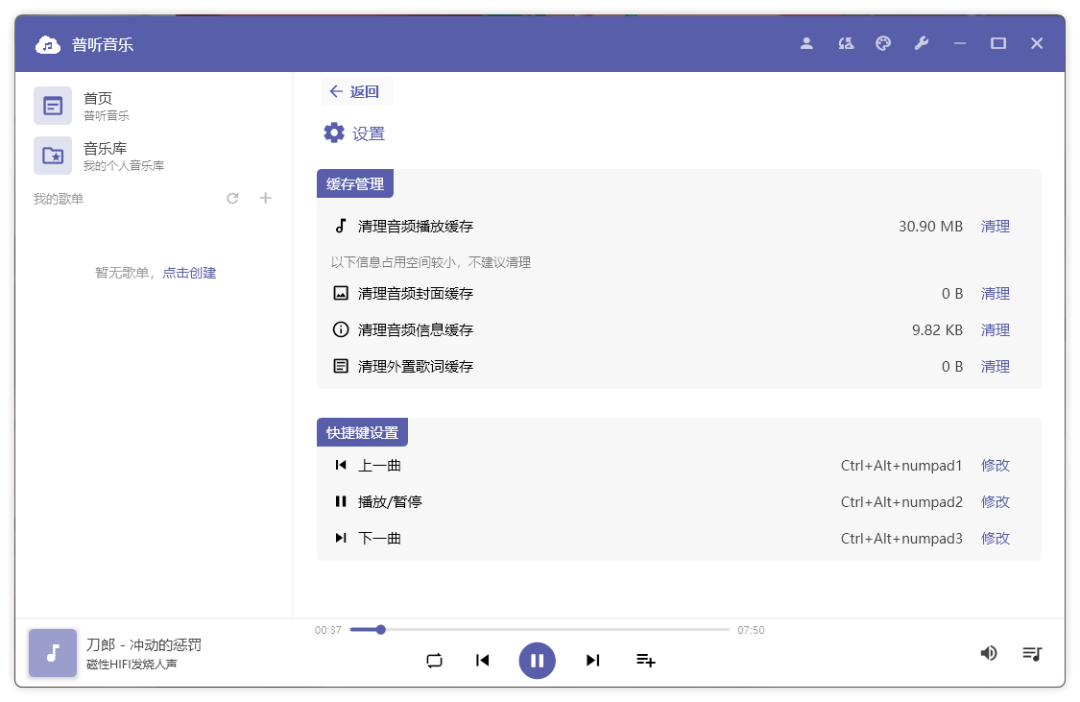 普听音乐
首页
普听音乐
音乐库
我的个人音乐库
我的歌单
暂无歌单，点击创建
返回
设置
缓存管理
清理音频播放缓存 30.90 MB 清理
以下信息占用空间较小，不建议清理
清理音频封面缓存 0 B 清理
清理音频信息缓存 9.82 KB 清理
清理外置歌词缓存 0 B 清理
快捷键设置
上一曲 Ctrl+Alt+numpad1 修改
播放/暂停 Ctrl+Alt+numpad2 修改
下一曲 Ctrl+Alt+numpad3 修改
00:37 07:50
刀郎 - 冲动的惩罚
磁性HIFI发烧人声